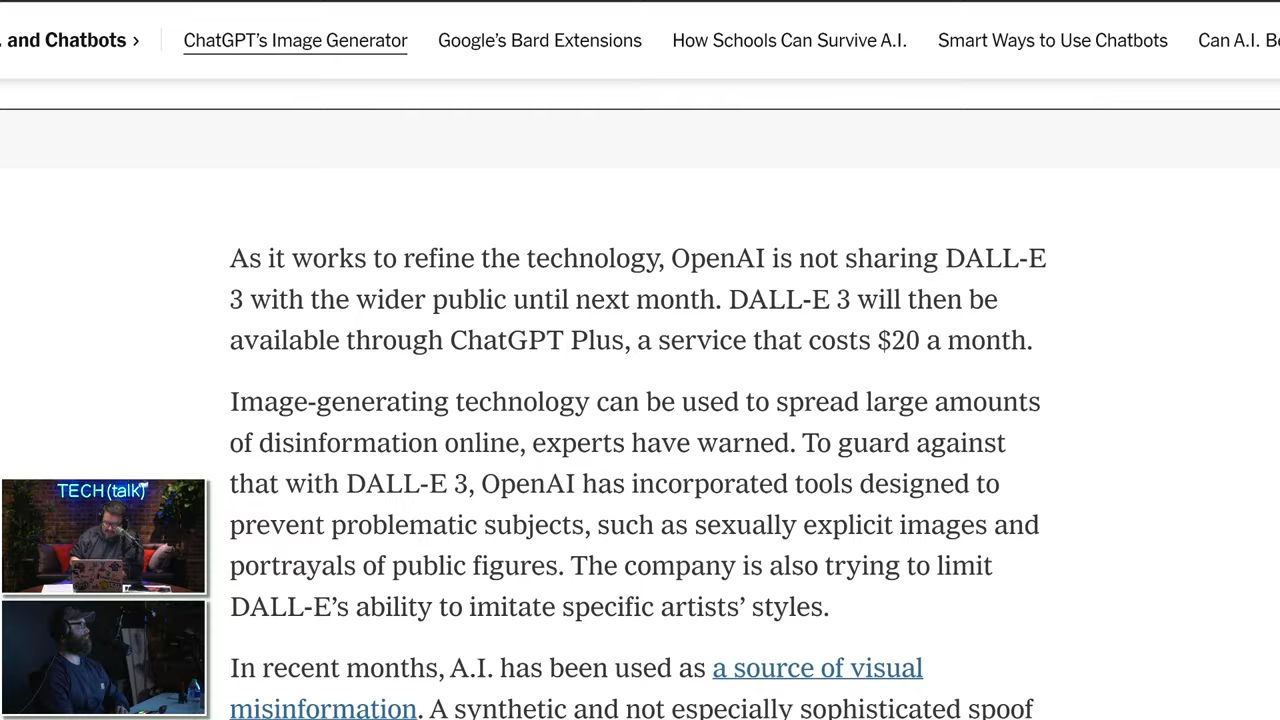 . and Chatbots ›
ChatGPT’s Image Generator
Google’s Bard Extensions
How Schools Can Survive A.I.
Smart Ways to Use Chatbots
Can A.I. B
As it works to refine the technology, OpenAI is not sharing DALL-E
3 with the wider public until next month. DALL-E 3 will then be
available through ChatGPT Plus, a service that costs $20 a month.
Image-generating technology can be used to spread large amounts
of disinformation online, experts have warned. To guard against
that with DALL-E 3, OpenAI has incorporated tools designed to
prevent problematic subjects, such as sexually explicit images and
portrayals of public figures. The company is also trying to limit
DALL-E’s ability to imitate specific artists’ styles.
In recent months, A.I. has been used as a source of visual
misinformation. A synthetic and not especially sophisticated spoof
TECH(talk)